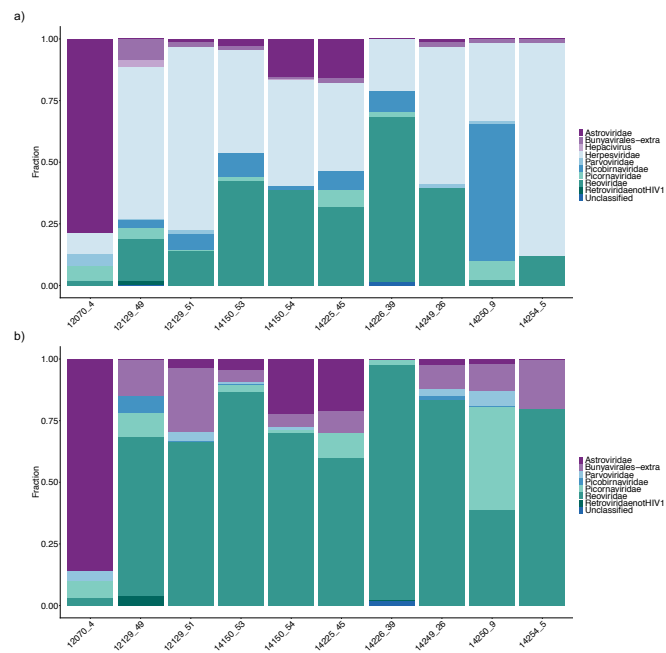 a)
1.00
0.75
0.50
0.25
0.00
Fraction
12070_4
12129_49
12129_51
14150_53
14150_54
14225_45
14226_39
14249_26
14250_9
14254_5
Astroviridae
Bunyavirales-extra
Hepacivirus
Herpesviridae
Parvoviridae
Picobirnaviridae
Picornaviridae
Reoviridae
RetroviridaenotHIV1
Unclassified
b)
1.00
0.75
0.50
0.25
0.00
Fraction
12070_4
12129_49
12129_51
14150_53
14150_54
14225_45
14226_39
14249_26
14250_9
14254_5
Astroviridae
Bunyavirales-extra
Parvoviridae
Picobirnaviridae
Picornaviridae
Reoviridae
RetroviridaenotHIV1
Unclassified